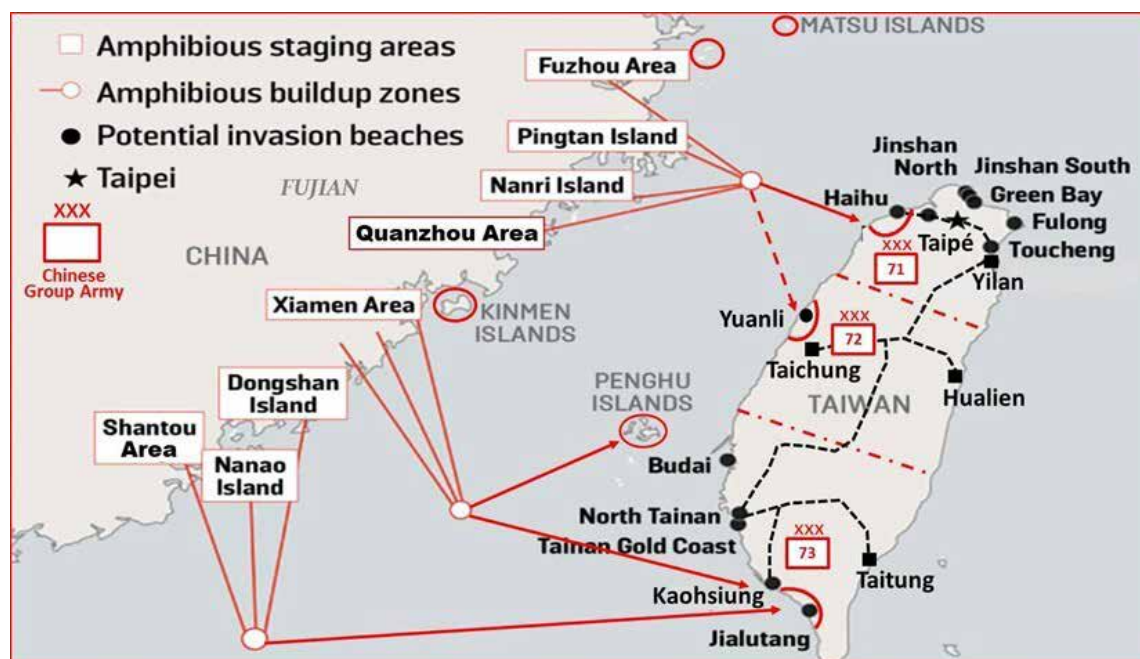 Amphibious staging areas
Amphibious buildup zones
Potential invasion beaches
Taipei
XXX
Chinese
Group Army
MATSU ISLANDS
Fuzhou Area
Pingtan Island
Nanri Island
Quanzhou Area
FUJIAN
CHINA
Xiamen Area
KINMEN
ISLANDS
Dongshan
Island
Shantou
Area
Nanao
Island
PENGHU
ISLANDS
Jinshan
North
Jinshan South
Green Bay
Haihu
Fulong
Taipé
Toucheng
XXX
71
Yilan
Yuanli
XXX
72
Taichung
Hualien
TAIWAN
Budai
North Tainan
Tainan Gold Coast
XXX
73
Taitung
Kaohsiung
Jialutang